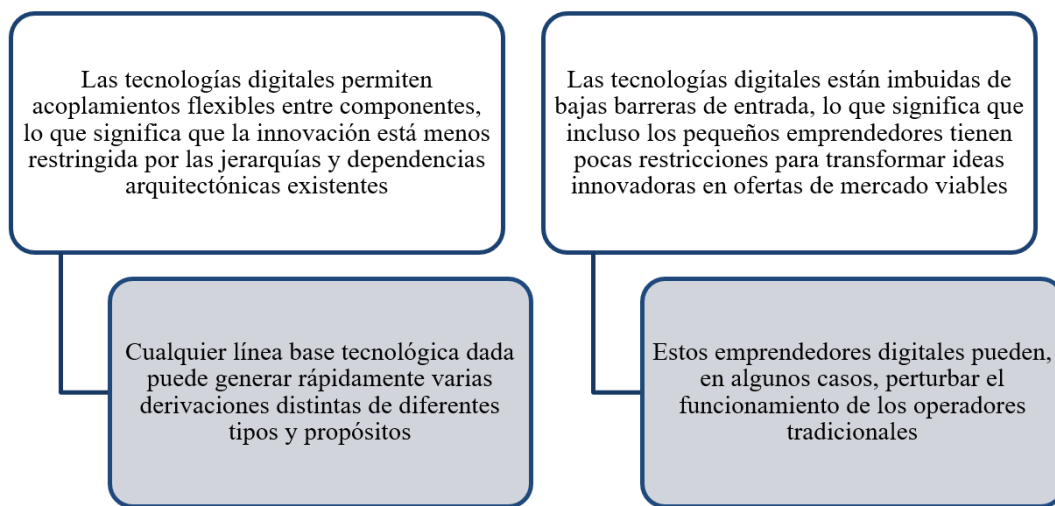 Las tecnologías digitales permiten
acoplamientos flexibles entre componentes,
lo que significa que la innovación está menos
restringida por las jerarquías y dependencias
arquitectónicas existentes
Cualquier línea base tecnológica dada
puede generar rápidamente varias
derivaciones distintas de diferentes
tipos y propósitos
Las tecnologías digitales están imbuidas de
bajas barreras de entrada, lo que significa que
incluso los pequeños emprendedores tienen
pocas restricciones para transformar ideas
innovadoras en ofertas de mercado viables
Estos emprendedores digitales pueden,
en algunos casos, perturbar el
funcionamiento de los operadores
tradicionales